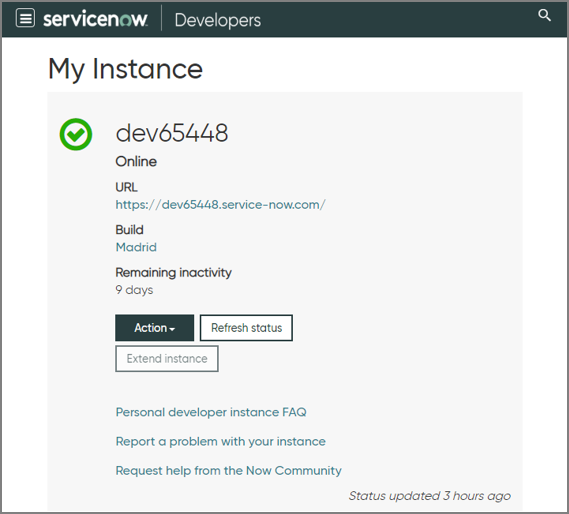 servicenow Developers
My Instance
dev65448
Online
URL
https://dev65448.service-now.com/
Build
Madrid
Remaining inactivity
9 days
Action Refresh status
Extend instance
Personal developer instance FAQ
Report a problem with your instance
Request help from the Now Community
Status updated 3 hours ago